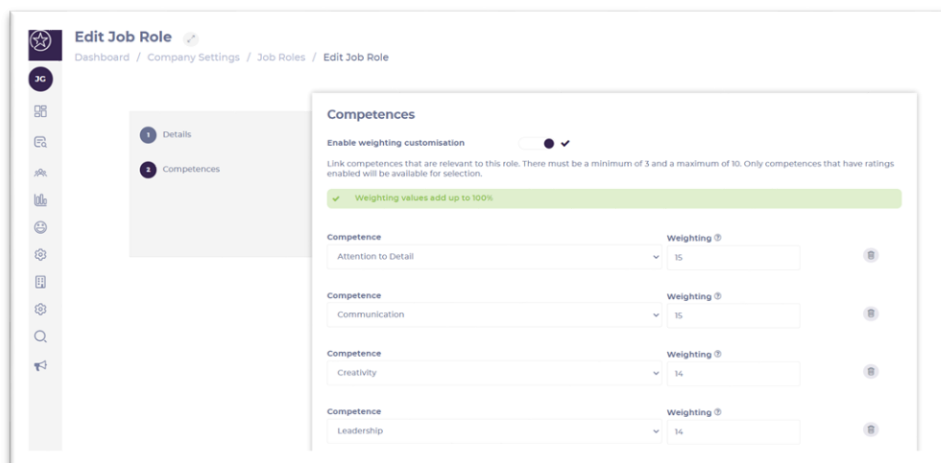 Edit Job Role
Dashboard / Company Settings / Job Roles / Edit Job Role
JG
1 Details
2 Competences
Competences
Enable weighting customisation
Link competences that are relevant to this role. There must be a minimum of 3 and a maximum of 10. Only competences that have ratings
enabled will be available for selection.
Weighting values add up to 100%
Competence Weighting
Attention to Detail 15
Competence Weighting
Communication 15
Competence Weighting
Creativity 14
Competence Weighting
Leadership 14